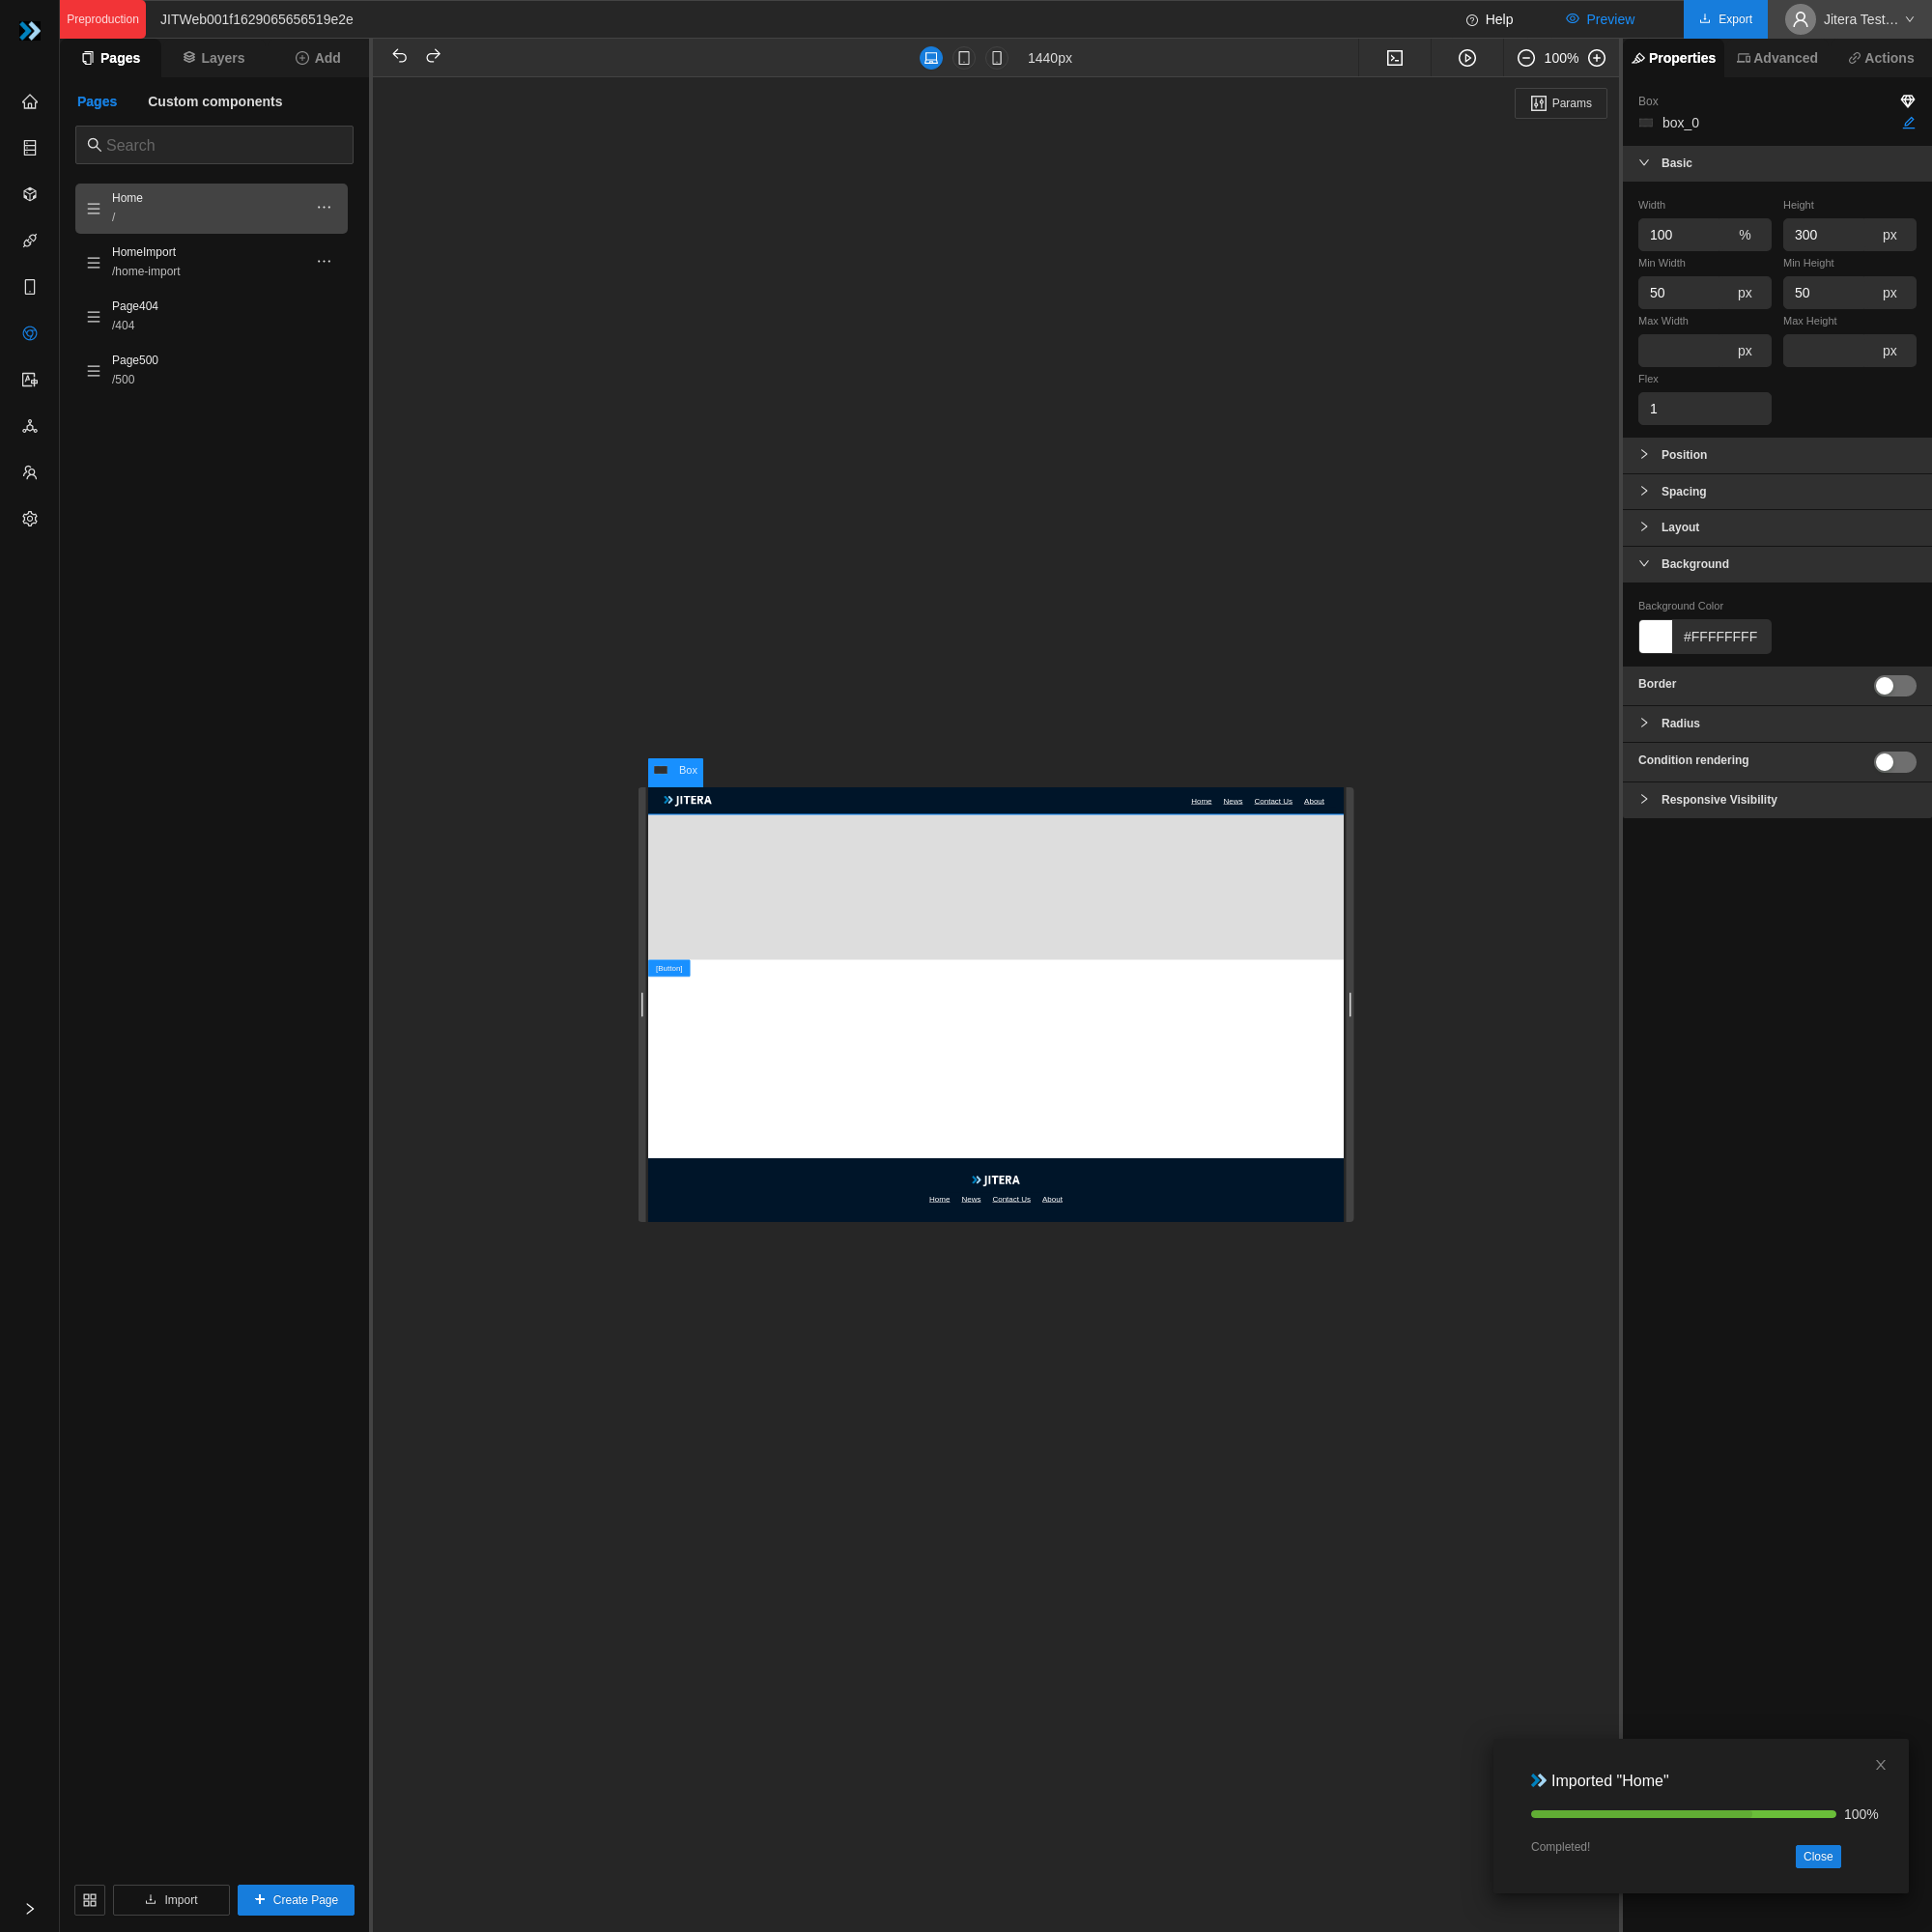 Preproduction
JITWeb001f1629065656519e2e
Help
Preview
Export
Jitera Test…
Pages
Layers
Add
1440px
100%
Properties
Advanced
Actions
Pages
Custom components
Search
Home
/
HomeImport
/home-import
Page404
/404
Page500
/500
Import
Create Page
Params
Box
JITERA
Home
News
Contact Us
About
[Button]
JITERA
Home
News
Contact Us
About
Box
box_0
Basic
Width
Height
100
%
300
px
Min Width
Min Height
50
px
50
px
Max Width
Max Height
px
px
Flex
1
Position
Spacing
Layout
Background
Background Color
#FFFFFFFF
Border
Radius
Condition rendering
Responsive Visibility
Imported "Home"
100%
Completed!
Close